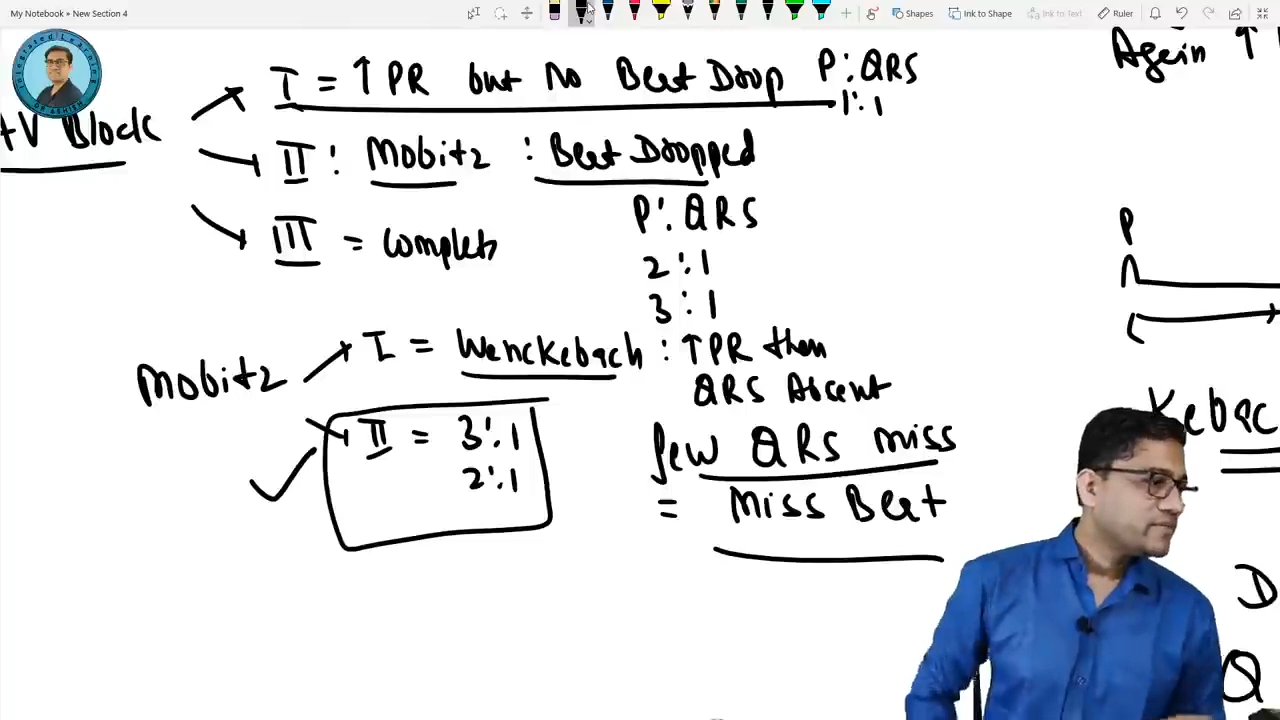 My Notebook » New Section 4
Shapes
Ink to Shape
Ink to Text
Ruler
Again ↑
AV Block
I = ↑ PR but No Beat Drop P:QRS
1:1
II : Mobitz : Beat Dropped
P:QRS
III = Complete
2:1
3:1
Mobitz
I = Wenckebach : ↑PR then
QRS Absent
II = 3:1
2:1
few QRS miss
= Miss Beat
P
Kebac
D
Q